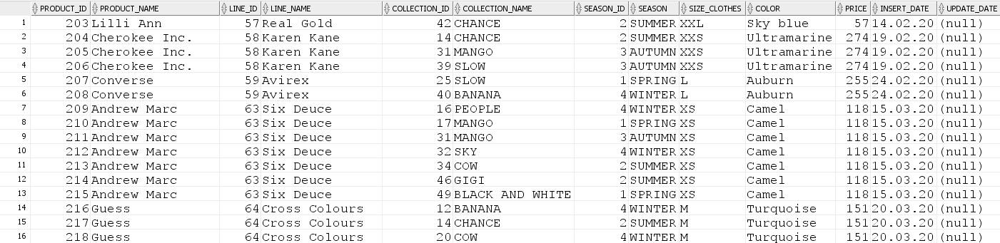 PRODUCT_ID PRODUCT_NAME LINE_ID LINE_NAME COLLECTION_ID COLLECTION_NAME SEASON_ID SEASON SIZE_CLOTHES COLOR PRICE INSERT_DATE UPDATE_DATE
1 203 Lilli Ann 57 Real Gold 42 CHANCE 2 SUMMER XXL Sky blue 57 14.02.20 (null)
2 204 Cherokee Inc. 58 Karen Kane 14 CHANCE 2 SUMMER XXS Ultramarine 274 19.02.20 (null)
3 205 Cherokee Inc. 58 Karen Kane 31 MANGO 3 AUTUMN XXS Ultramarine 274 19.02.20 (null)
4 206 Cherokee Inc. 58 Karen Kane 39 SLOW 3 AUTUMN XXS Ultramarine 274 19.02.20 (null)
5 207 Converse 59 Avirex 25 SLOW 1 SPRING L Auburn 255 24.02.20 (null)
6 208 Converse 59 Avirex 40 BANANA 4 WINTER L Auburn 255 24.02.20 (null)
7 209 Andrew Marc 63 Six Deuce 16 PEOPLE 4 WINTER XS Camel 118 15.03.20 (null)
8 210 Andrew Marc 63 Six Deuce 17 MANGO 1 SPRING XS Camel 118 15.03.20 (null)
9 211 Andrew Marc 63 Six Deuce 31 MANGO 3 AUTUMN XS Camel 118 15.03.20 (null)
10 212 Andrew Marc 63 Six Deuce 32 SKY 4 WINTER XS Camel 118 15.03.20 (null)
11 213 Andrew Marc 63 Six Deuce 34 COW 2 SUMMER XS Camel 118 15.03.20 (null)
12 214 Andrew Marc 63 Six Deuce 46 GIGI 2 SUMMER XS Camel 118 15.03.20 (null)
13 215 Andrew Marc 63 Six Deuce 49 BLACK AND WHITE 1 SPRING XS Camel 118 15.03.20 (null)
14 216 Guess 64 Cross Colours 12 BANANA 4 WINTER M Turquoise 151 20.03.20 (null)
15 217 Guess 64 Cross Colours 14 CHANCE 2 SUMMER M Turquoise 151 20.03.20 (null)
16 218 Guess 64 Cross Colours 20 COW 4 WINTER M Turquoise 151 20.03.20 (null)